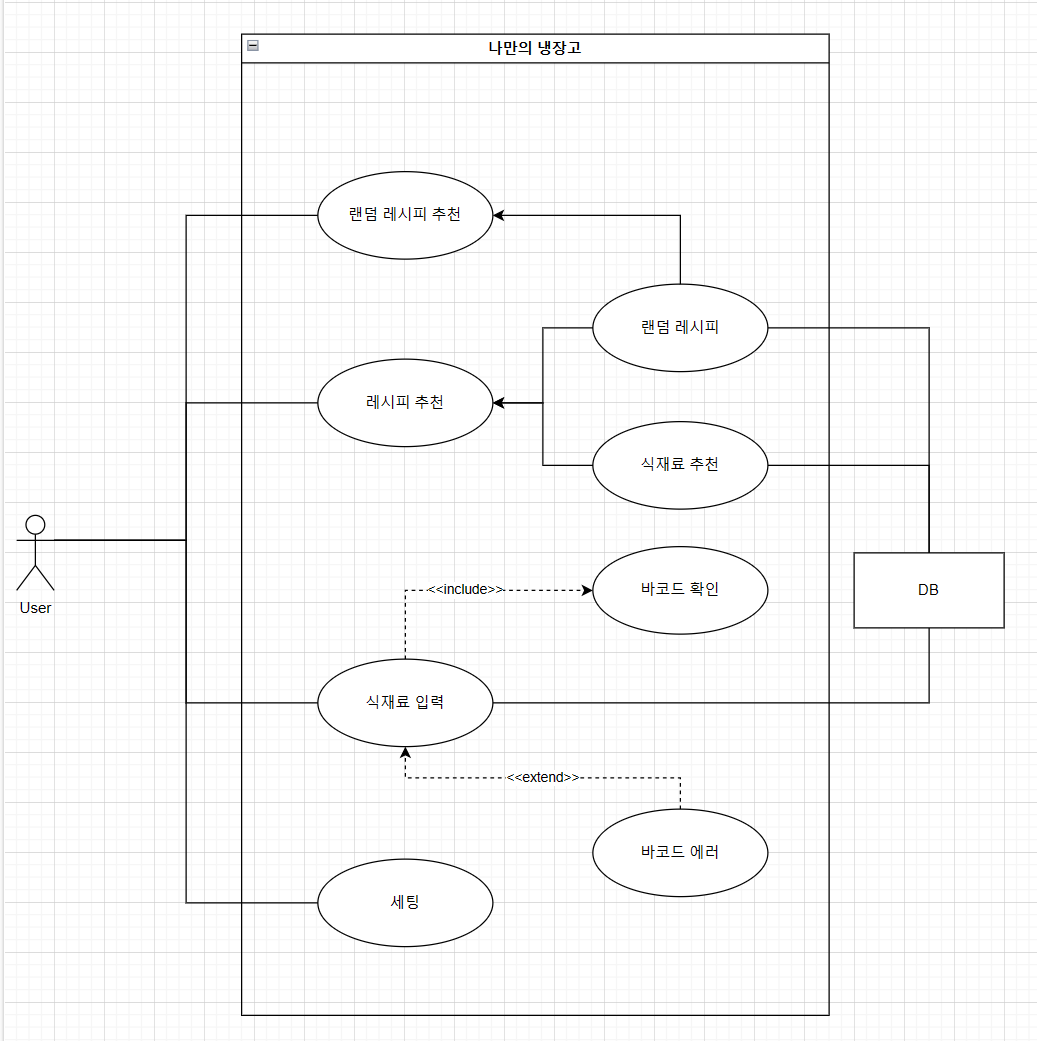 나만의 냉장고
랜덤 레시피 추천
랜덤 레시피
레시피 추천
식재료 추천
User
<<include>>
바코드 확인
DB
식재료 입력
<<extend>>
바코드 에러
세팅